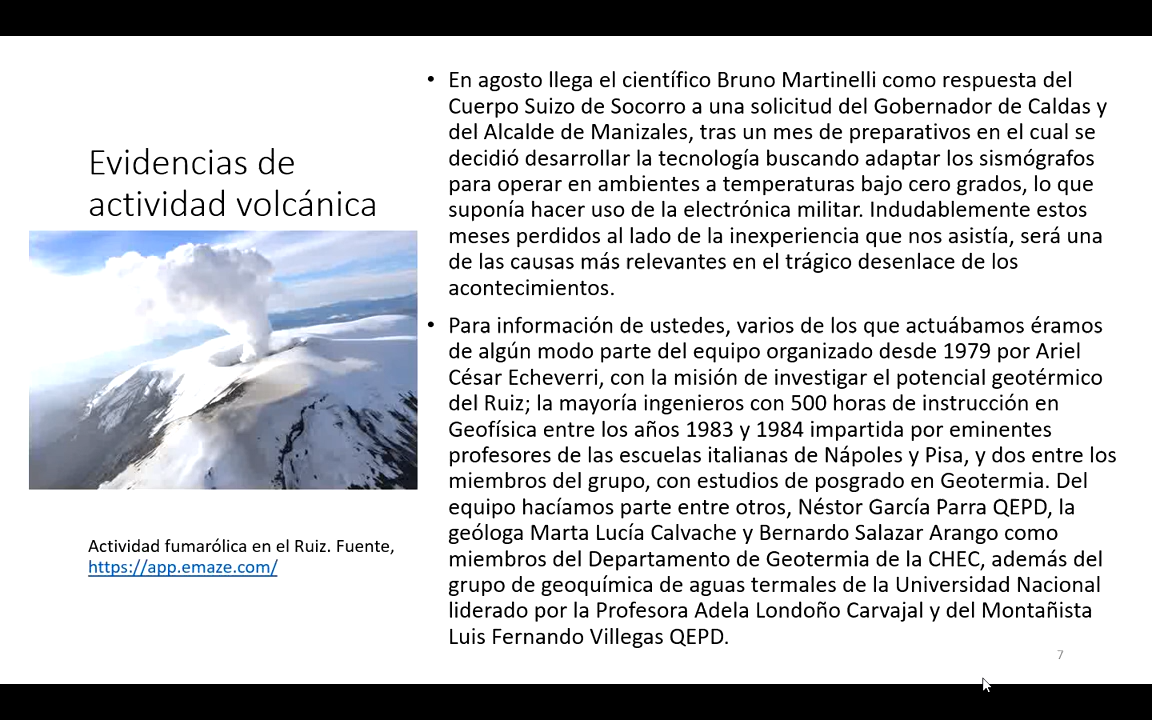 Evidencias de
actividad volcánica
Actividad fumarólica en el Ruiz. Fuente,
https://app.emaze.com/
• En agosto llega el científico Bruno Martinelli como respuesta del
Cuerpo Suizo de Socorro a una solicitud del Gobernador de Caldas y
del Alcalde de Manizales, tras un mes de preparativos en el cual se
decidió desarrollar la tecnología buscando adaptar los sismógrafos
para operar en ambientes a temperaturas bajo cero grados, lo que
suponía hacer uso de la electrónica militar. Indudablemente estos
meses perdidos al lado de la inexperiencia que nos asistía, será una
de las causas más relevantes en el trágico desenlace de los
acontecimientos.
• Para información de ustedes, varios de los que actuábamos éramos
de algún modo parte del equipo organizado desde 1979 por Ariel
César Echeverri, con la misión de investigar el potencial geotérmico
del Ruiz; la mayoría ingenieros con 500 horas de instrucción en
Geofísica entre los años 1983 y 1984 impartida por eminentes
profesores de las escuelas italianas de Nápoles y Pisa, y dos entre los
miembros del grupo, con estudios de posgrado en Geotermia. Del
equipo hacíamos parte entre otros, Néstor García Parra QEPD, la
geóloga Marta Lucía Calvache y Bernardo Salazar Arango como
miembros del Departamento de Geotermia de la CHEC, además del
grupo de geoquímica de aguas termales de la Universidad Nacional
liderado por la Profesora Adela Londoño Carvajal y del Montañista
Luis Fernando Villegas QEPD.
7